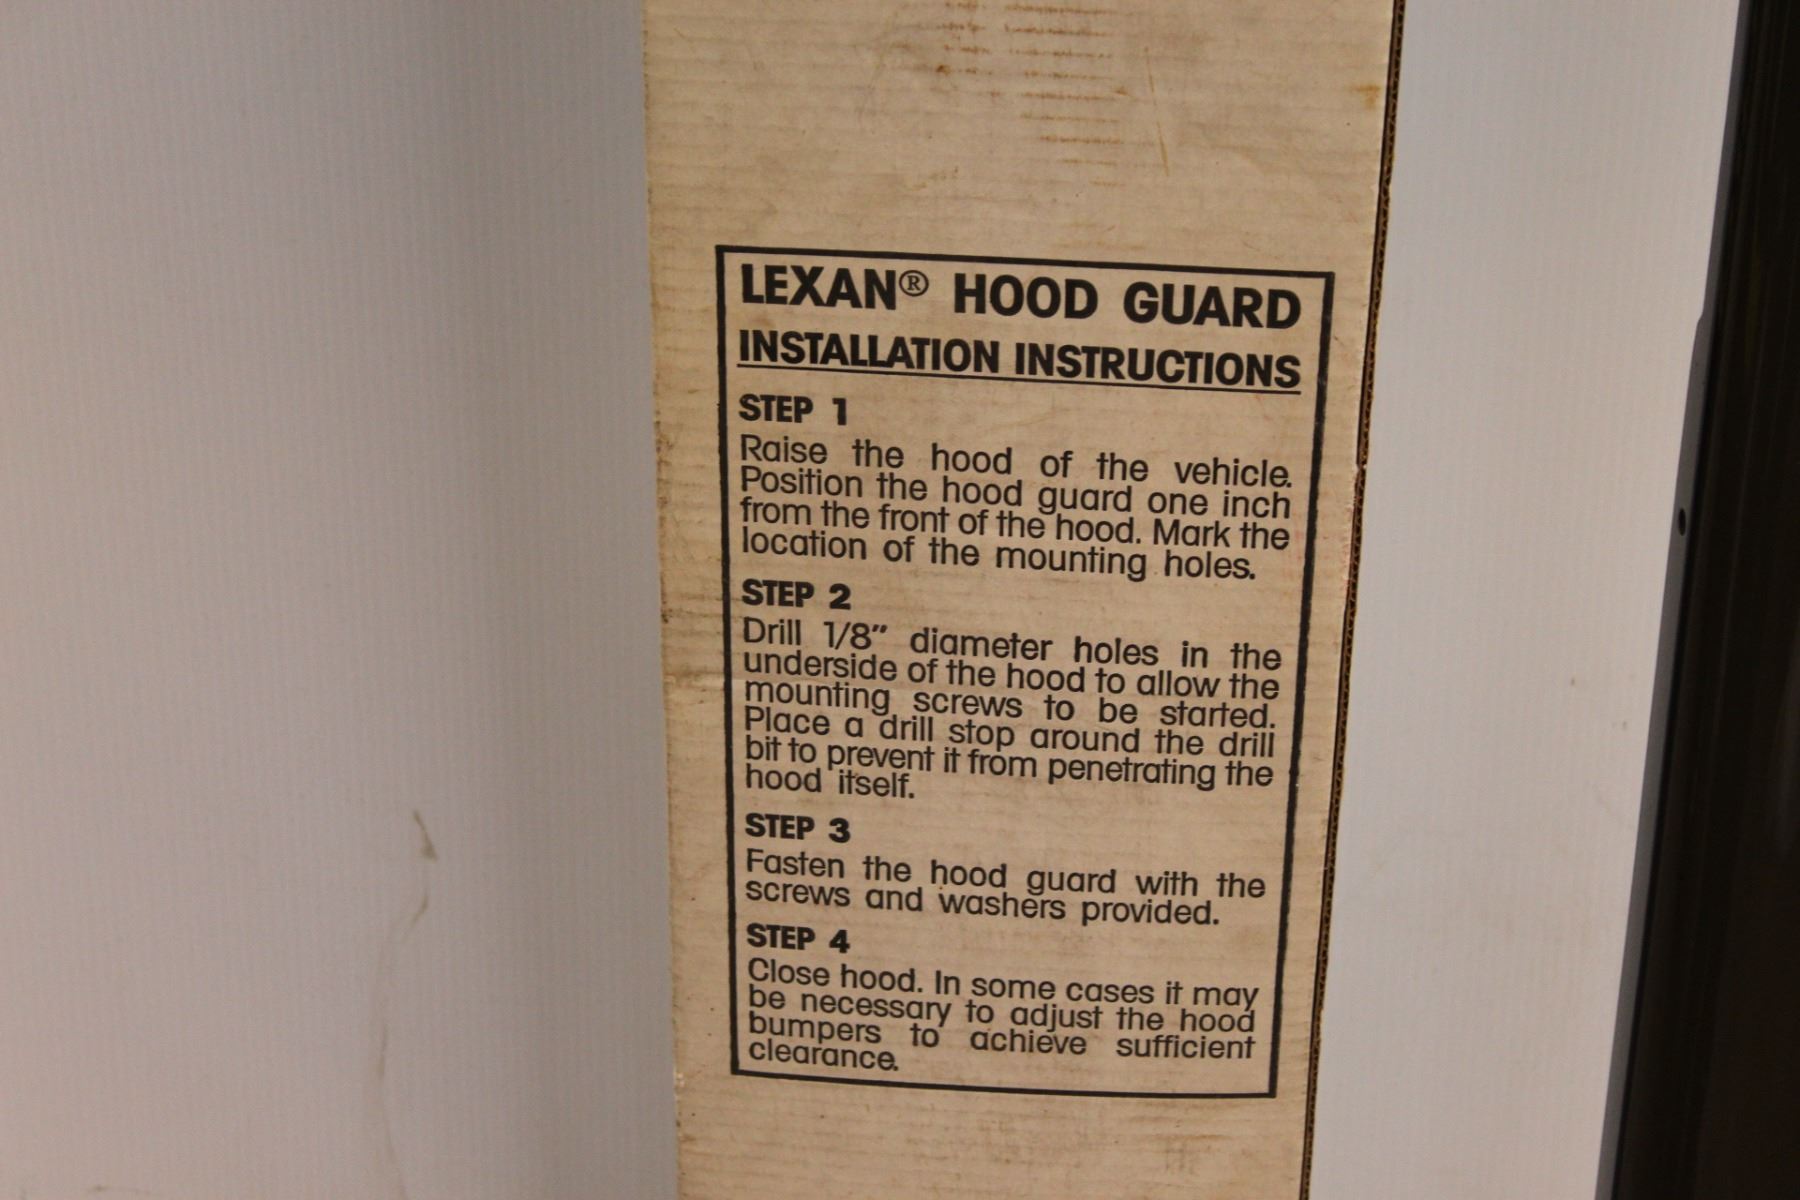 LEXAN® HOOD GUARD
INSTALLATION INSTRUCTIONS
STEP 1
Raise the hood of the vehicle.
Position the hood guard one inch
from the front of the hood. Mark the
location of the mounting holes.
STEP 2
Drill 1/8" diameter holes in the
underside of the hood to allow the
mounting screws to be started.
Place a drill stop around the drill
bit to prevent it from penetrating the
hood itself.
STEP 3
Fasten the hood guard with the
screws and washers provided.
STEP 4
Close hood. In some cases it may
be necessary to adjust the hood
bumpers to achieve sufficient
clearance.